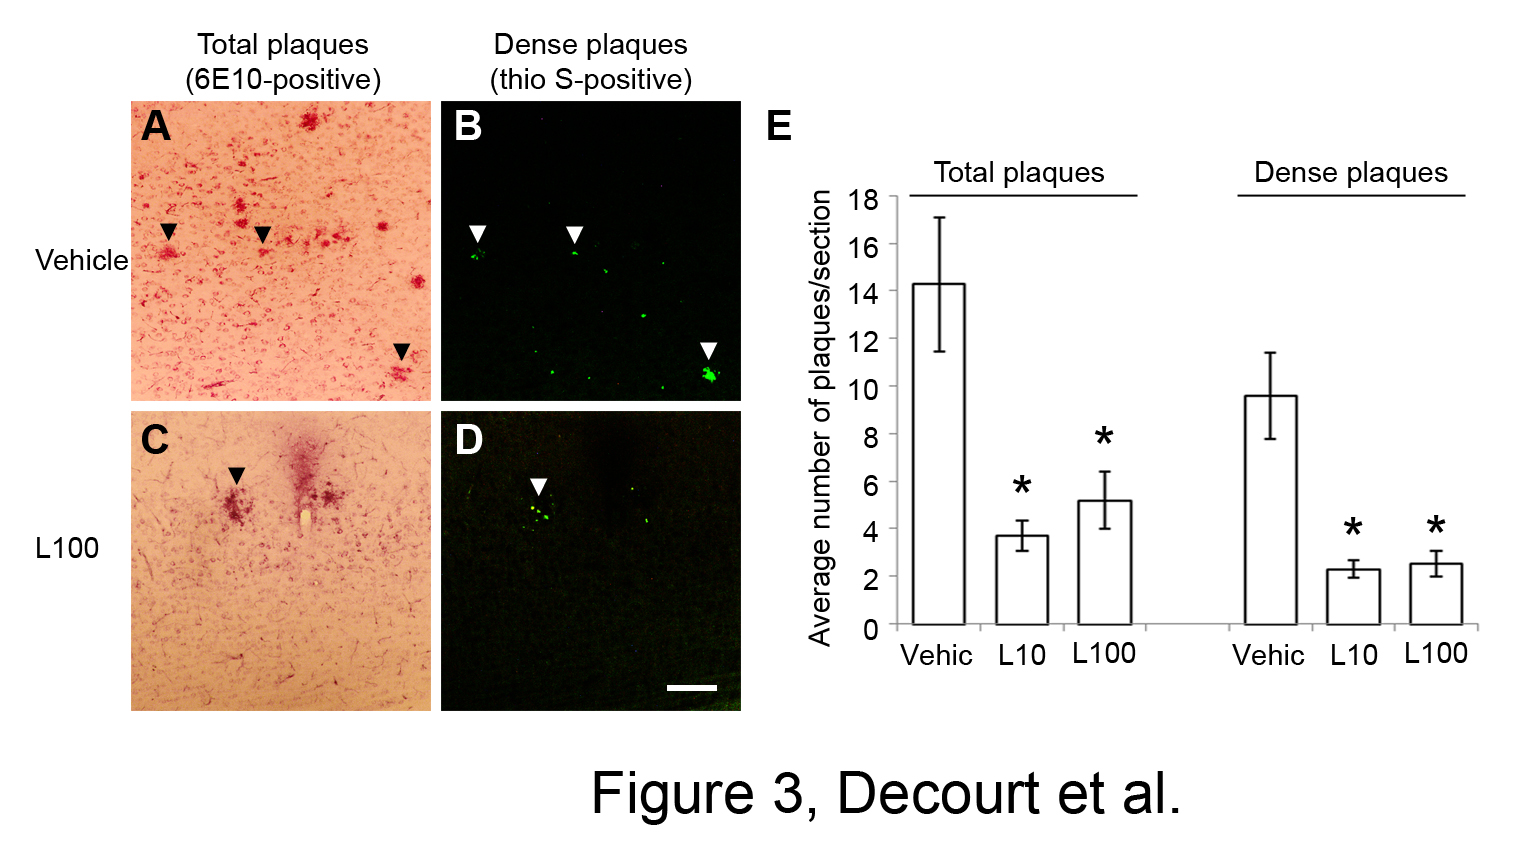 Total plaques
(6E10-positive)
Dense plaques
(thio S-positive)
A
B
Vehicle
C
D
L100
E
Total plaques
Dense plaques
Average number of plaques/section
18
16
14
12
10
8
6
4
2
0
*
*
*
*
Vehic
L10
L100
Vehic
L10
L100
Figure 3, Decourt et al.